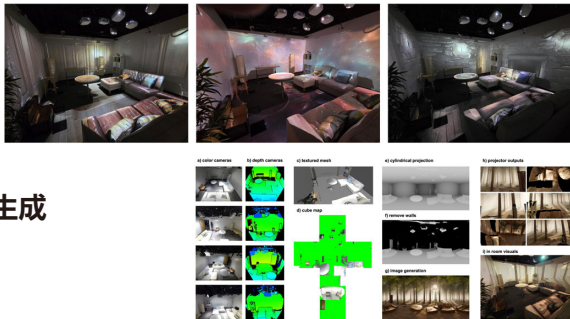 a) color cameras
b) depth cameras
c) textured mesh
e) cylindrical projection
h) projector outputs
生成
d) cube map
f) remove walls
i) in room visuals
g) image generation